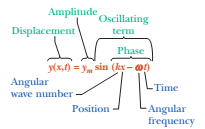 Amplitude
Displacement
Oscillating
term
Phase
y(x,t) = yₘ sin (kx – ωt)
Angular
wave number
Position
Time
Angular
frequency